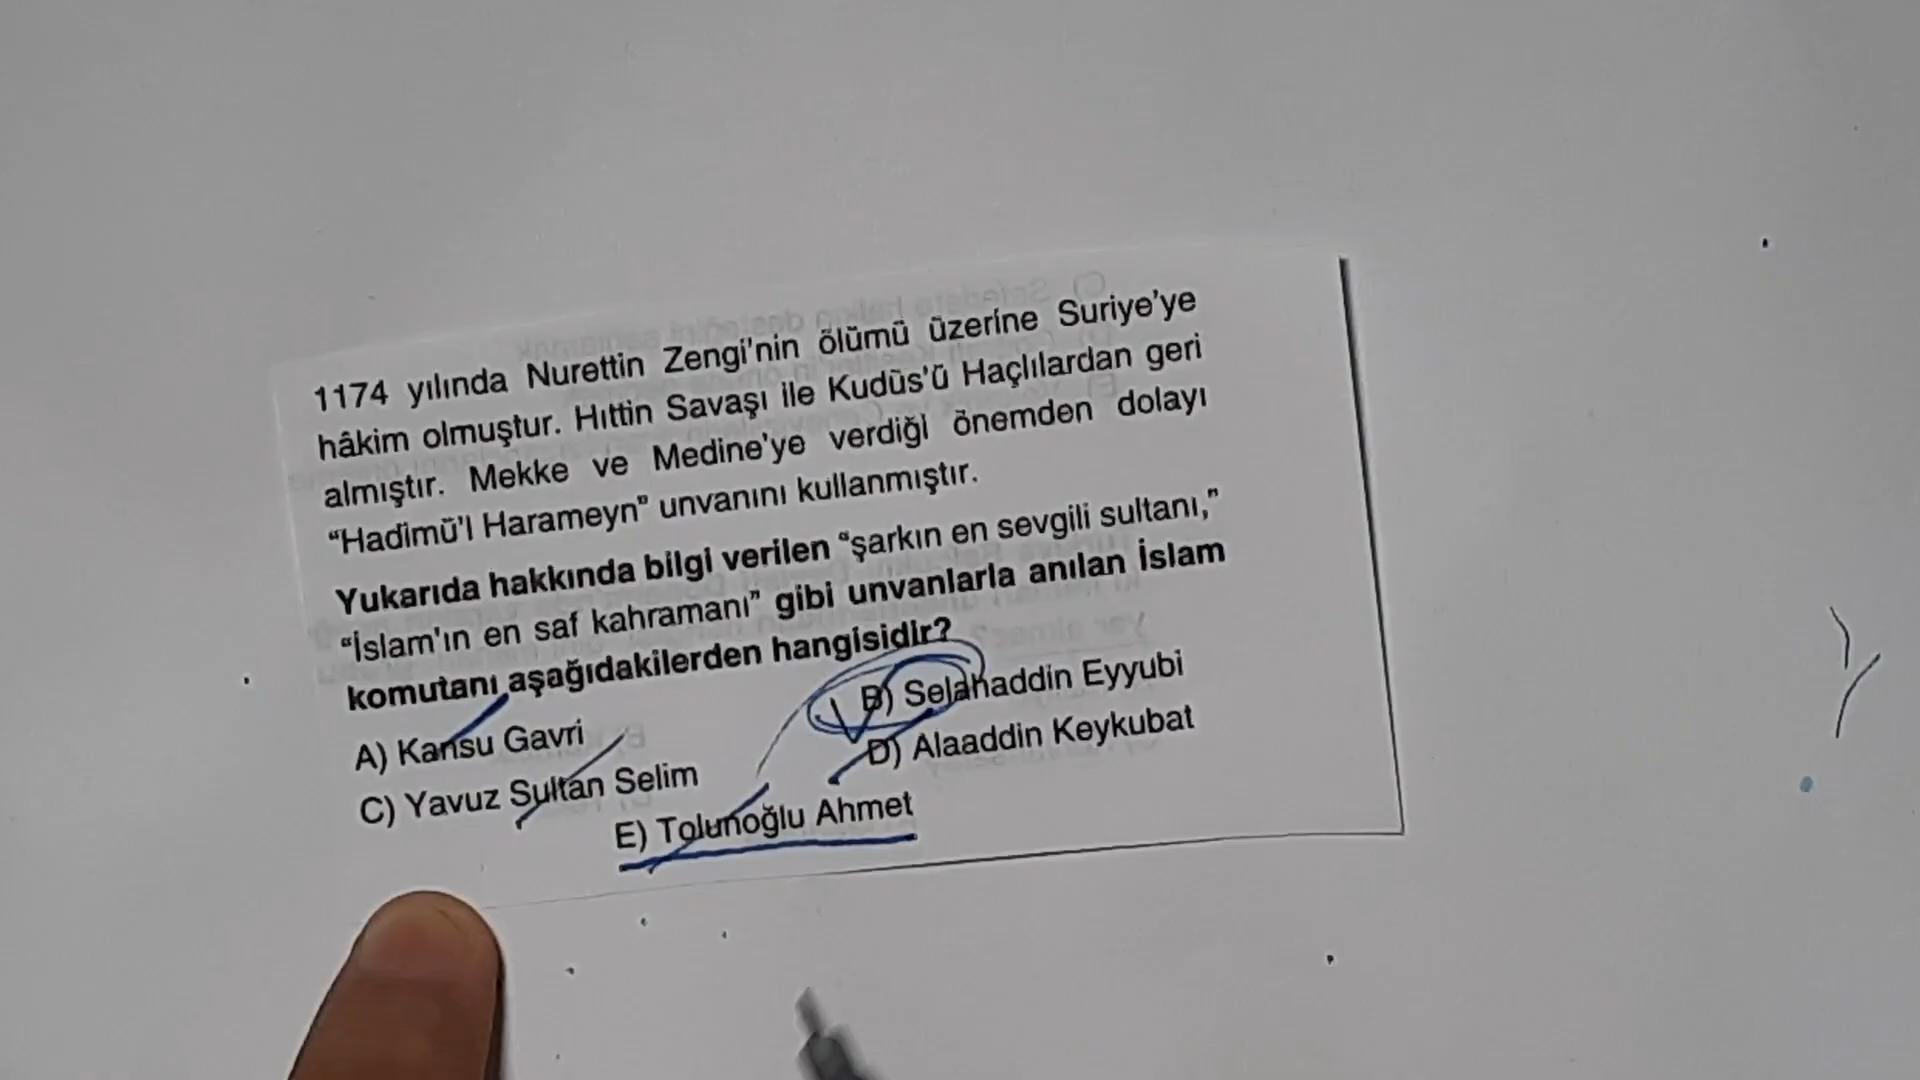 1174 yılında Nurettin Zengi'nin ölümü üzerine Suriye'ye
hâkim olmuştur. Hıttin Savaşı ile Kudüs'ü Haçlılardan geri
almıştır. Mekke ve Medine'ye verdiği önemden dolayı
“Hadimü'l Harameyn” unvanını kullanmıştır.
Yukarıda hakkında bilgi verilen “şarkın en sevgili sultanı,”
“İslam'ın en saf kahramanı” gibi unvanlarla anılan İslam
komutanı aşağıdakilerden hangisidir?
A) Kansu Gavri B) Selahaddin Eyyubi
C) Yavuz Sultan Selim D) Alaaddin Keykubat
E) Tolunoğlu Ahmet